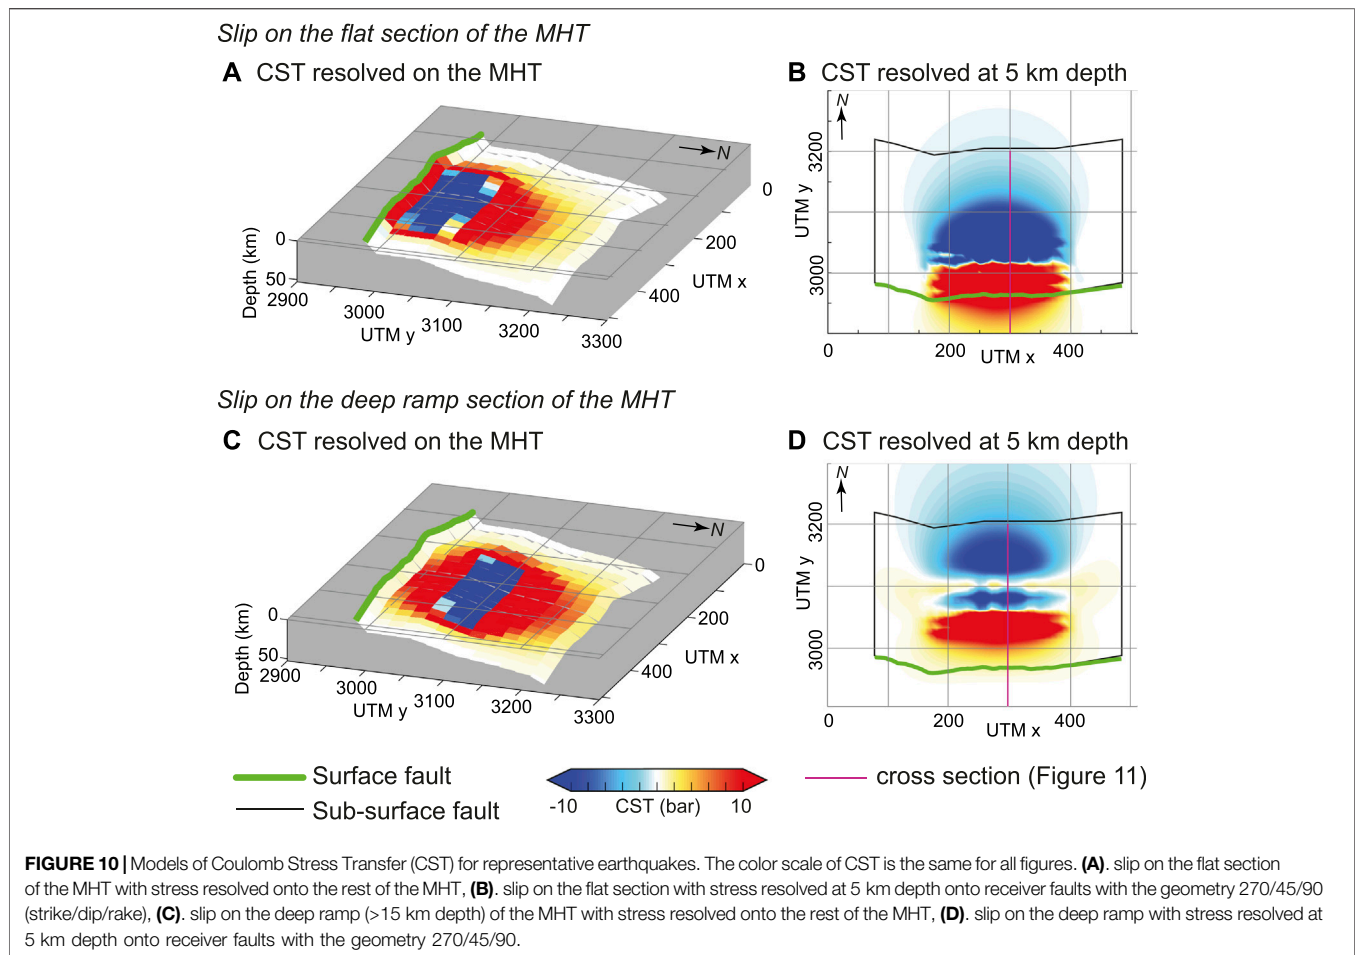 Slip on the flat section of the MHT
A CST resolved on the MHT
B CST resolved at 5 km depth
N
N
0
200
400
UTM x
Depth (km)
0
50
2900
3000
3100
3200
3300
UTM y
3200
3000
UTM y
0
200
400
UTM x
Slip on the deep ramp section of the MHT
C CST resolved on the MHT
D CST resolved at 5 km depth
N
N
0
200
400
UTM x
Depth (km)
0
50
2900
3000
3100
3200
3300
UTM y
3200
3000
UTM y
0
200
400
UTM x
Surface fault
Sub-surface fault
-10 CST (bar) 10
cross section (Figure 11)
FIGURE 10 | Models of Coulomb Stress Transfer (CST) for representative earthquakes. The color scale of CST is the same for all figures. (A). slip on the flat section
of the MHT with stress resolved onto the rest of the MHT, (B). slip on the flat section with stress resolved at 5 km depth onto receiver faults with the geometry 270/45/90
(strike/dip/rake), (C). slip on the deep ramp (>15 km depth) of the MHT with stress resolved onto the rest of the MHT, (D). slip on the deep ramp with stress resolved at
5 km depth onto receiver faults with the geometry 270/45/90.